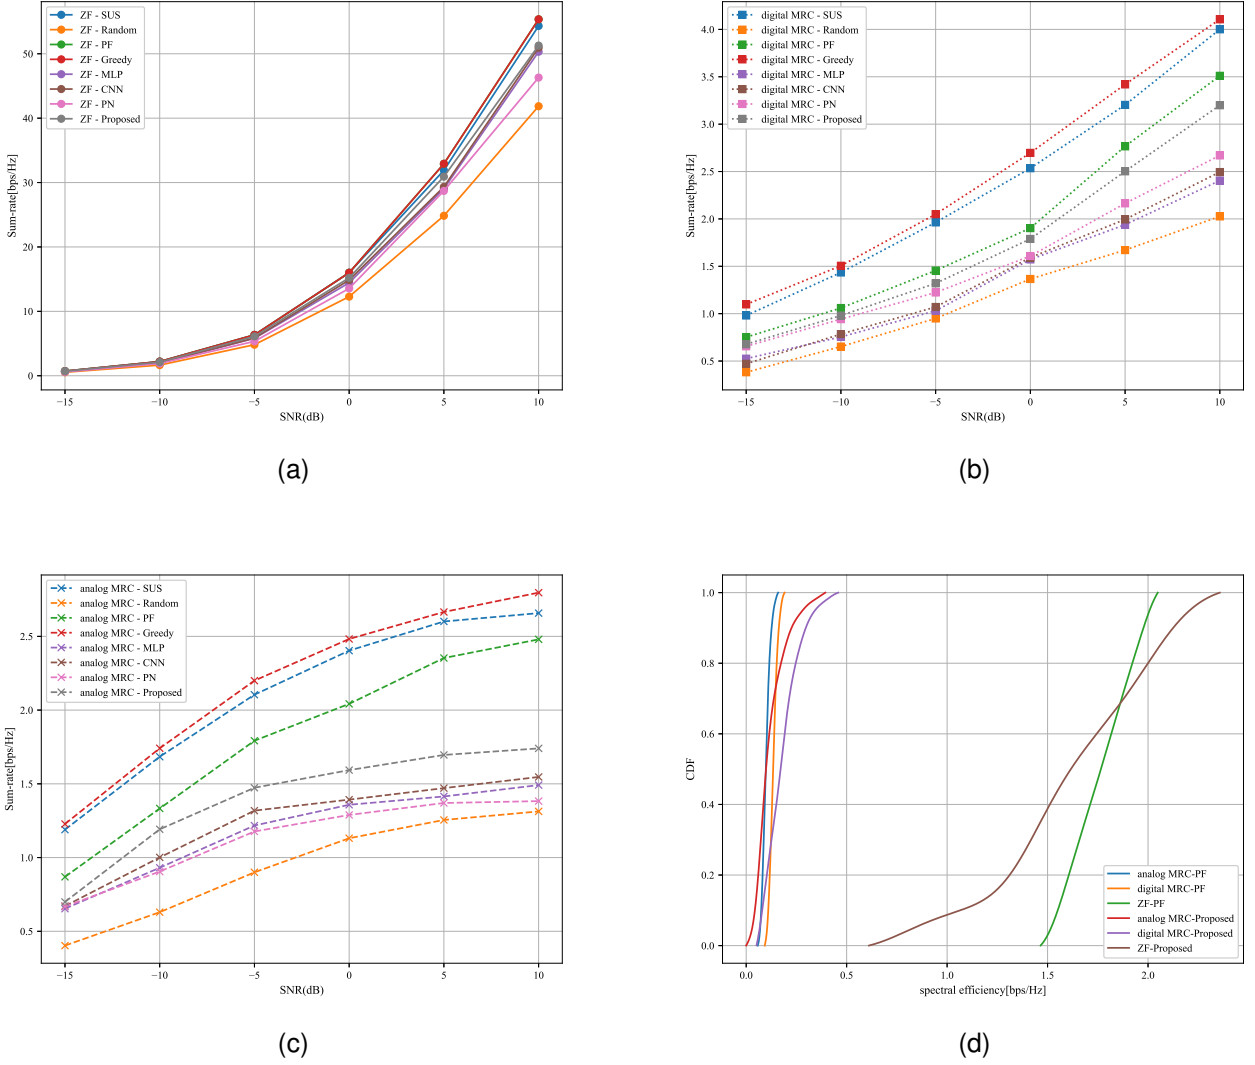 ZF - SUS
ZF - Random
ZF - PF
ZF - Greedy
ZF - MLP
ZF - CNN
ZF - PN
ZF - Proposed
50
40
30
20
10
0
Sum-rate[bps/Hz]
−15
−10
−5
0
5
10
SNR(dB)
(a)
digital MRC - SUS
digital MRC - Random
digital MRC - PF
digital MRC - Greedy
digital MRC - MLP
digital MRC - CNN
digital MRC - PN
digital MRC - Proposed
4.0
3.5
3.0
2.5
2.0
1.5
1.0
0.5
Sum-rate[bps/Hz]
−15
−10
−5
0
5
10
SNR(dB)
(b)
analog MRC - SUS
analog MRC - Random
analog MRC - PF
analog MRC - Greedy
analog MRC - MLP
analog MRC - CNN
analog MRC - PN
analog MRC - Proposed
2.5
2.0
1.5
1.0
0.5
Sum-rate[bps/Hz]
−15
−10
−5
0
5
10
SNR(dB)
(c)
1.0
0.8
0.6
0.4
0.2
0.0
CDF
analog MRC-PF
digital MRC-PF
ZF-PF
analog MRC-Proposed
digital MRC-Proposed
ZF-Proposed
0.0
0.5
1.0
1.5
2.0
spectral efficiency[bps/Hz]
(d)